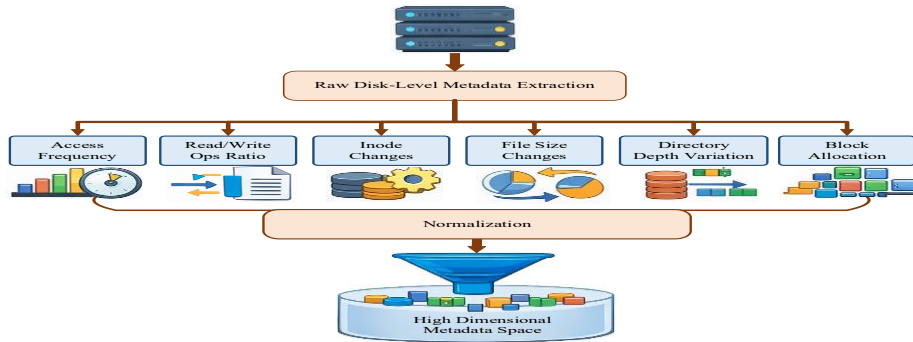 Raw Disk-Level Metadata Extraction
Access
Frequency
Read/Write
Ops Ratio
Inode
Changes
File Size
Changes
Directory
Depth Variation
Block
Allocation
Normalization
High Dimensional
Metadata Space